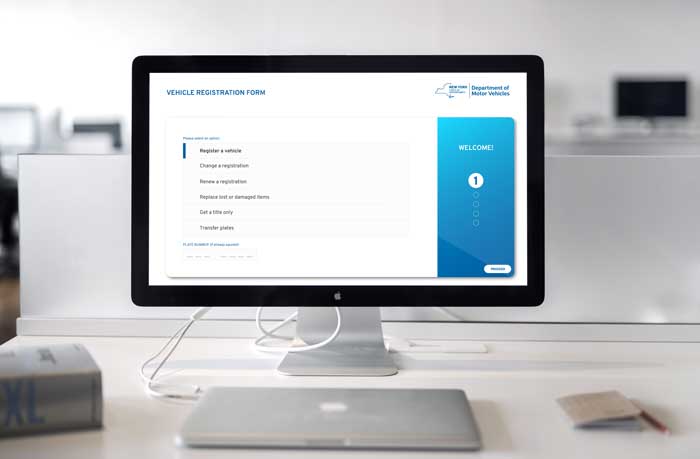 VEHICLE REGISTRATION FORM
NEW YORK
Department of
Motor Vehicles
Please select an option:
Register a vehicle
Change a registration
Renew a registration
Replace lost or damaged items
Get a title only
Transfer plates
PLATE NUMBER (if already assigned)
WELCOME!
1
PROCEED
XL